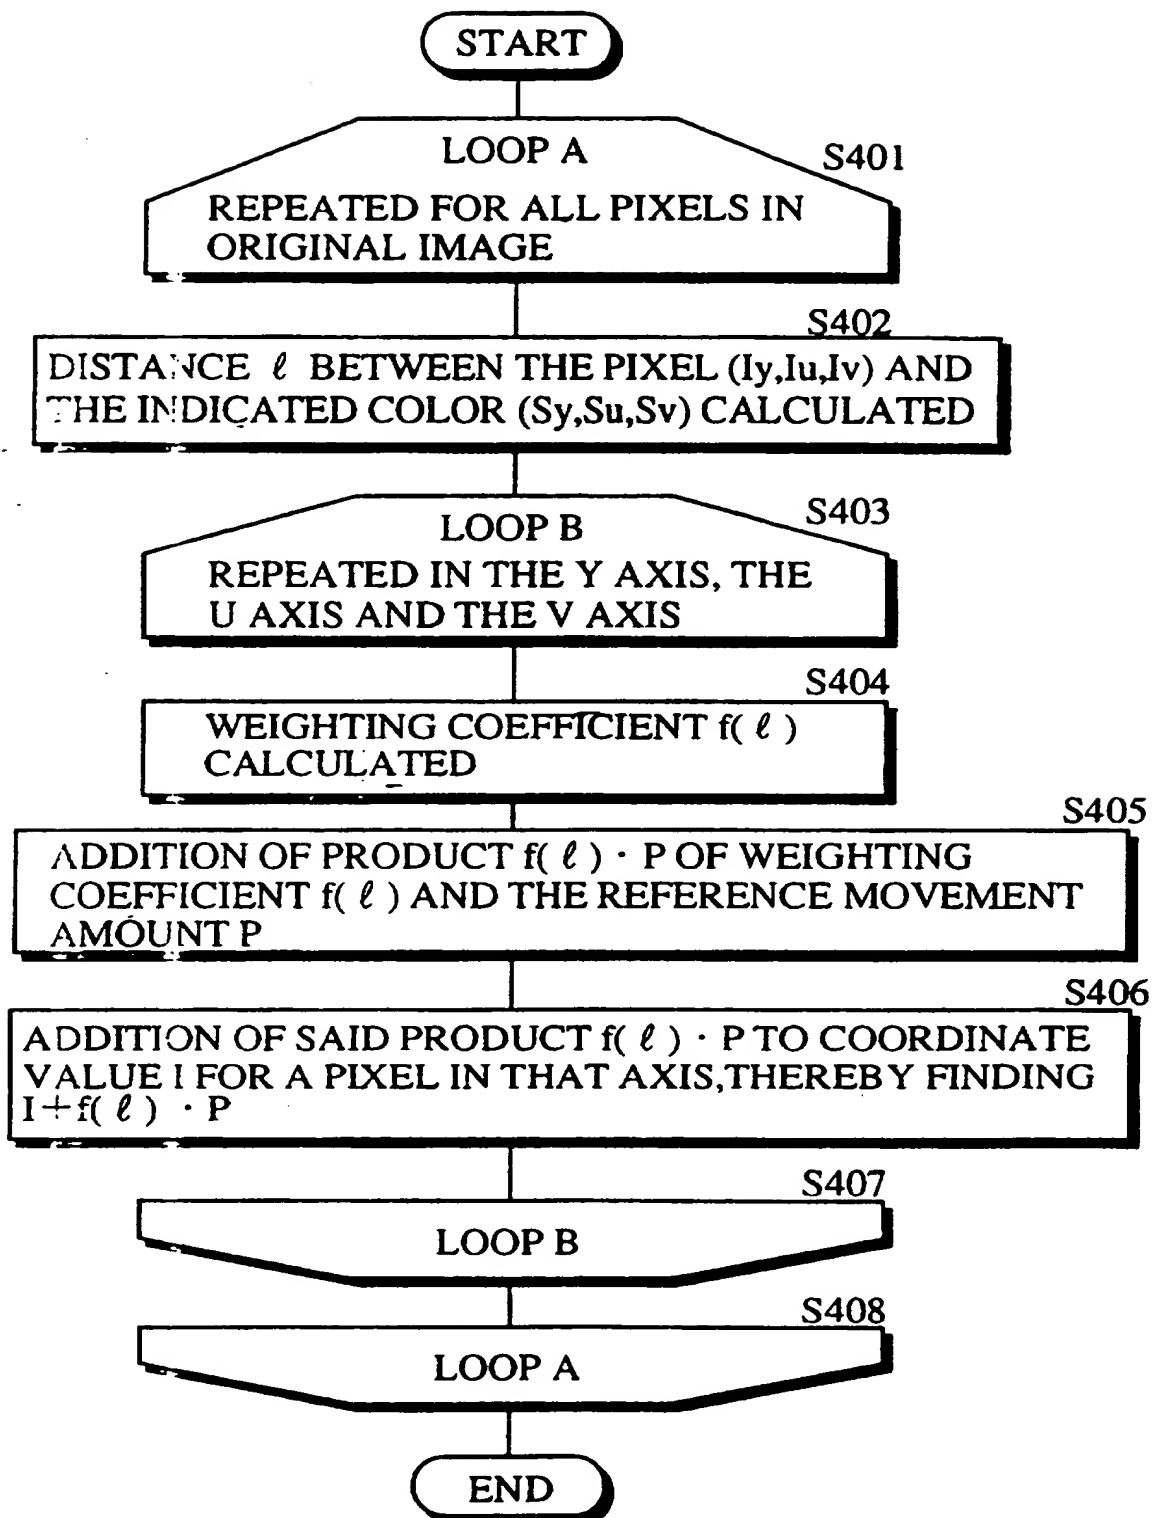 START
LOOP A
S401
REPEATED FOR ALL PIXELS IN
ORIGINAL IMAGE
S402
DISTANCE ℓ BETWEEN THE PIXEL (Iy,Iu,Iv) AND
THE INDICATED COLOR (Sy,Su,Sv) CALCULATED
S403
LOOP B
REPEATED IN THE Y AXIS, THE
U AXIS AND THE V AXIS
S404
WEIGHTING COEFFICIENT f( ℓ )
CALCULATED
S405
ADDITION OF PRODUCT f( ℓ ) · P OF WEIGHTING
COEFFICIENT f( ℓ ) AND THE REFERENCE MOVEMENT
AMOUNT P
S406
ADDITION OF SAID PRODUCT f( ℓ ) · P TO COORDINATE
VALUE I FOR A PIXEL IN THAT AXIS,THEREBY FINDING
I+f( ℓ ) · P
S407
LOOP B
S408
LOOP A
END